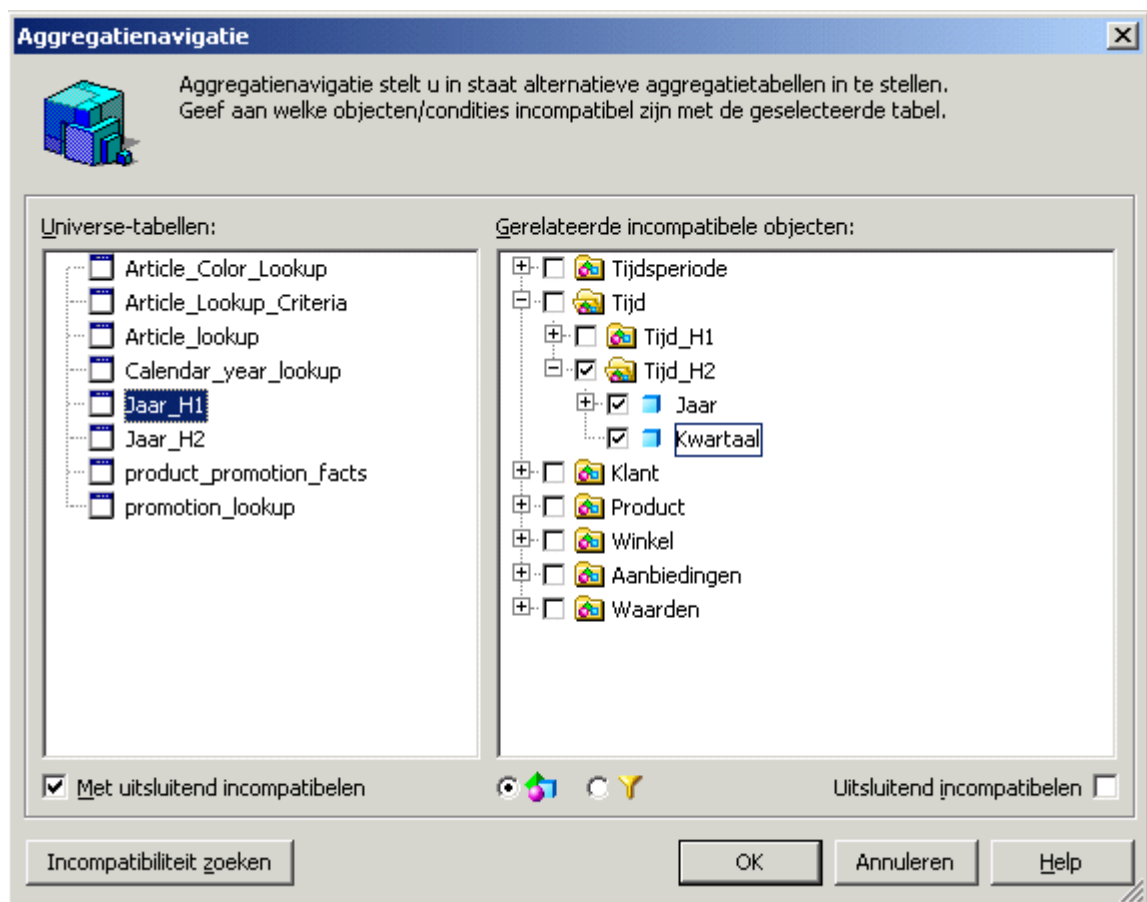 Aggregatienavigatie
Aggregatienavigatie stelt u in staat alternatieve aggregatietabellen in te stellen.
Geef aan welke objecten/condities incompatibel zijn met de geselecteerde tabel.
Universe-tabellen:
Article_Color_Lookup
Article_Lookup_Criteria
Article_lookup
Calendar_year_lookup
Jaar_H1
Jaar_H2
product_promotion_facts
promotion_lookup
Gerelateerde incompatibele objecten:
Tijdsperiode
Tijd
Tijd_H1
Tijd_H2
Jaar
Kwartaal
Klant
Product
Winkel
Aanbiedingen
Waarden
Met uitsluitend incompatibelen
Uitsluitend incompatibelen
Incompatibiliteit zoeken
OK
Annuleren
Help